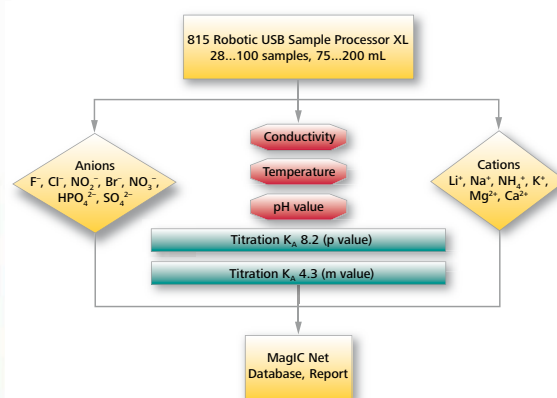 815 Robotic USB Sample Processor XL
28...100 samples, 75...200 mL
Anions
F⁻, Cl⁻, NO₂⁻, Br⁻, NO₃⁻,
HPO₄²⁻, SO₄²⁻
Conductivity
Temperature
pH value
Titration Kₐ 8.2 (p value)
Titration Kₐ 4.3 (m value)
Cations
Li⁺, Na⁺, NH₄⁺, K⁺,
Mg²⁺, Ca²⁺
MagIC Net
Database, Report